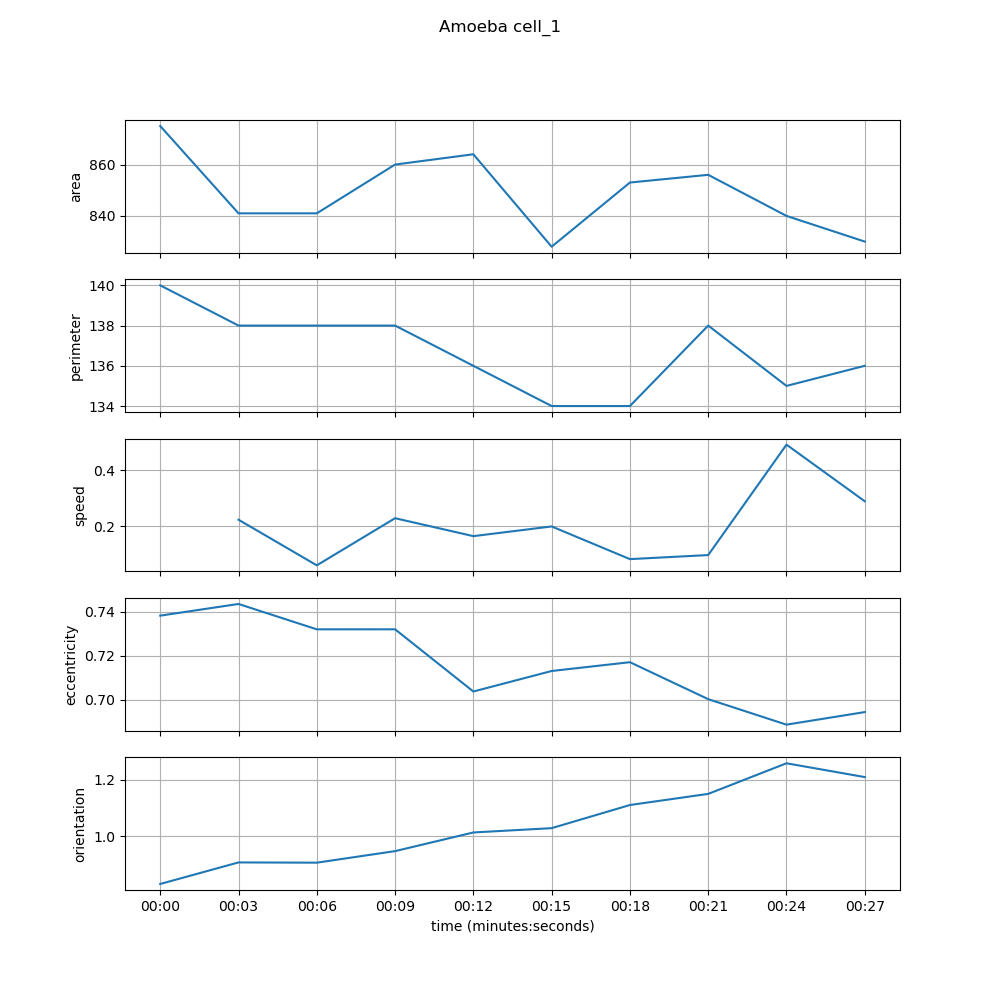 Amoeba cell_1
860
840
area
140
138
136
134
perimeter
0.4
0.2
speed
0.74
0.72
0.70
eccentricity
1.2
1.0
orientation
00:00 00:03 00:06 00:09 00:12 00:15 00:18 00:21 00:24 00:27
time (minutes:seconds)